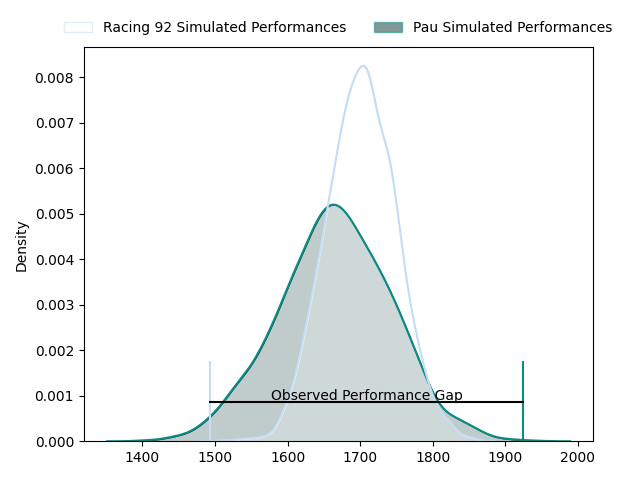 Racing 92 Simulated Performances Pau Simulated Performances
0.008
0.007
0.006
0.005
0.004
0.003
0.002
0.001
0.000
Density
Observed Performance Gap
1400 1500 1600 1700 1800 1900 2000